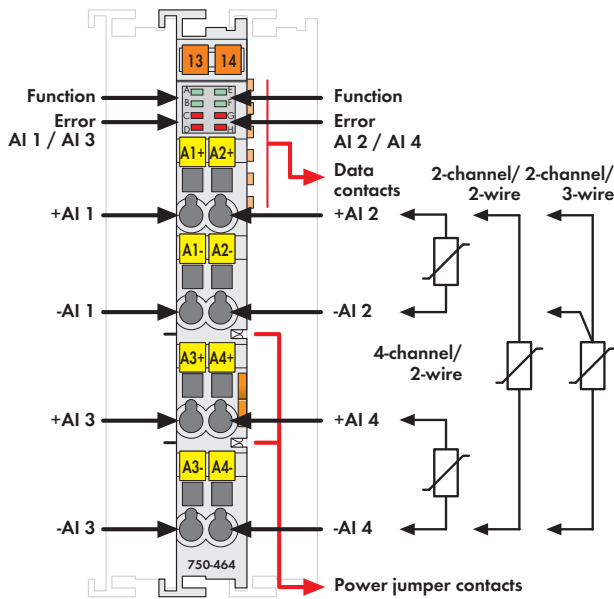 13 14
A E
B F
C G
D H
Function
Error
AI 1 / AI 3
Function
Error
AI 2 / AI 4
A1+ A2+
Data
contacts
2-channel/
2-wire
2-channel/
3-wire
+AI 1
+AI 2
A1- A2-
-AI 1
-AI 2
4-channel/
2-wire
A3+ A4+
+AI 3
+AI 4
A3- A4-
-AI 3
-AI 4
750-464
Power jumper contacts